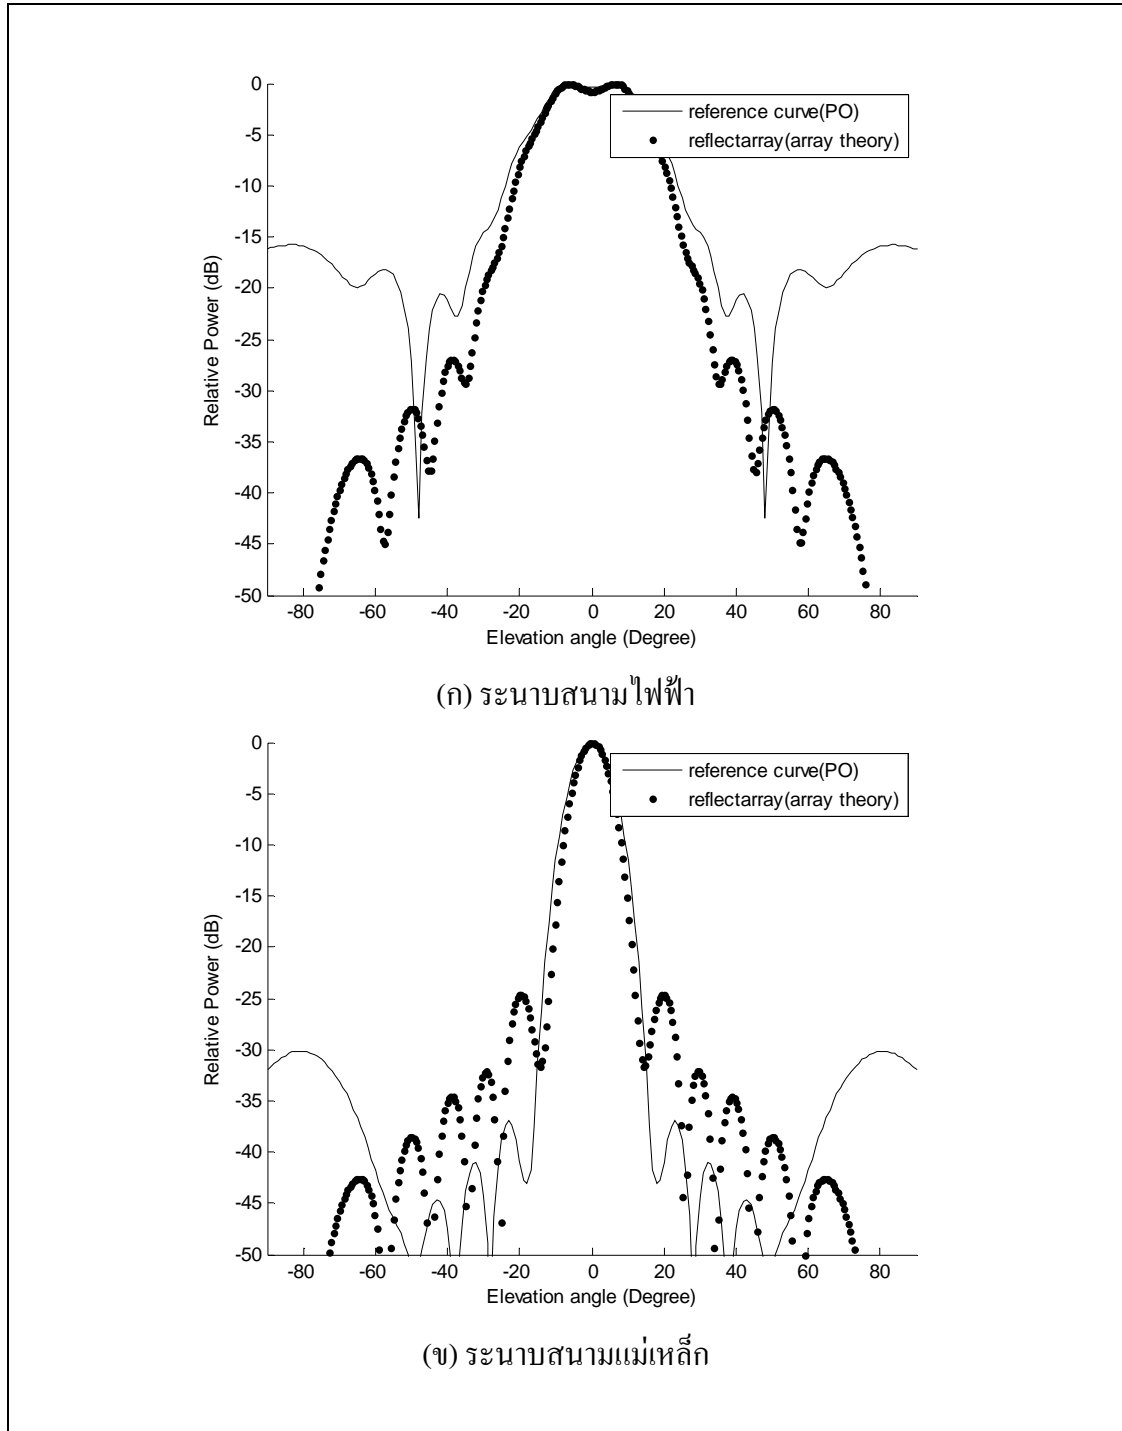 0
-5
-10
-15
-20
-25
-30
-35
-40
-45
-50
Relative Power (dB)
reference curve(PO)
reflectarray(array theory)
-80 -60 -40 -20 0 20 40 60 80
Elevation angle (Degree)
(ก) ระนาบสนามไฟฟ้า
0
-5
-10
-15
-20
-25
-30
-35
-40
-45
-50
Relative Power (dB)
reference curve(PO)
reflectarray(array theory)
-80 -60 -40 -20 0 20 40 60 80
Elevation angle (Degree)
(ข) ระนาบสนามแม่เหล็ก